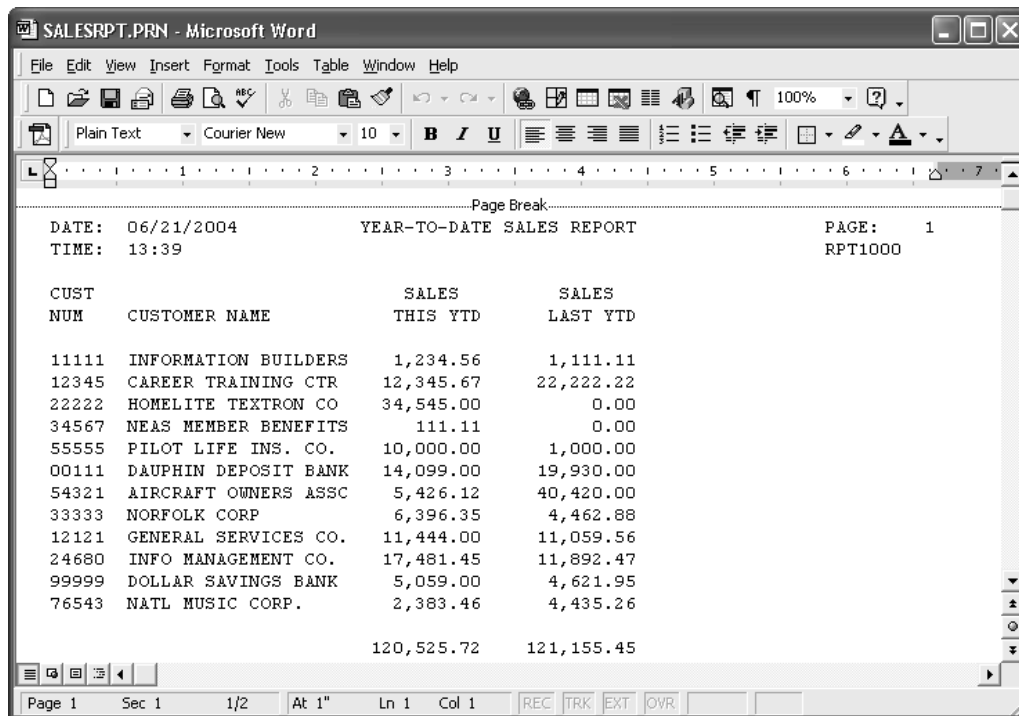 SALESRPT.PRN - Microsoft Word
File Edit View Insert Format Tools Table Window Help
ABC 100%
Plain Text Courier New 10 B I U A
1 2 3 4 5 6 7
Page Break
DATE: 06/21/2004 YEAR-TO-DATE SALES REPORT PAGE: 1
TIME: 13:39 RPT1000
CUST SALES SALES
NUM CUSTOMER NAME THIS YTD LAST YTD
11111 INFORMATION BUILDERS 1,234.56 1,111.11
12345 CAREER TRAINING CTR 12,345.67 22,222.22
22222 HOMELITE TEXTRON CO 34,545.00 0.00
34567 NEAS MEMBER BENEFITS 111.11 0.00
55555 PILOT LIFE INS. CO. 10,000.00 1,000.00
00111 DAUPHIN DEPOSIT BANK 14,099.00 19,930.00
54321 AIRCRAFT OWNERS ASSC 5,426.12 40,420.00
33333 NORFOLK CORP 6,396.35 4,462.88
12121 GENERAL SERVICES CO. 11,444.00 11,059.56
24680 INFO MANAGEMENT CO. 17,481.45 11,892.47
99999 DOLLAR SAVINGS BANK 5,059.00 4,621.95
76543 NATL MUSIC CORP. 2,383.46 4,435.26
120,525.72 121,155.45
Page 1 Sec 1 1/2 At 1" Ln 1 Col 1 REC TRK EXT OVR